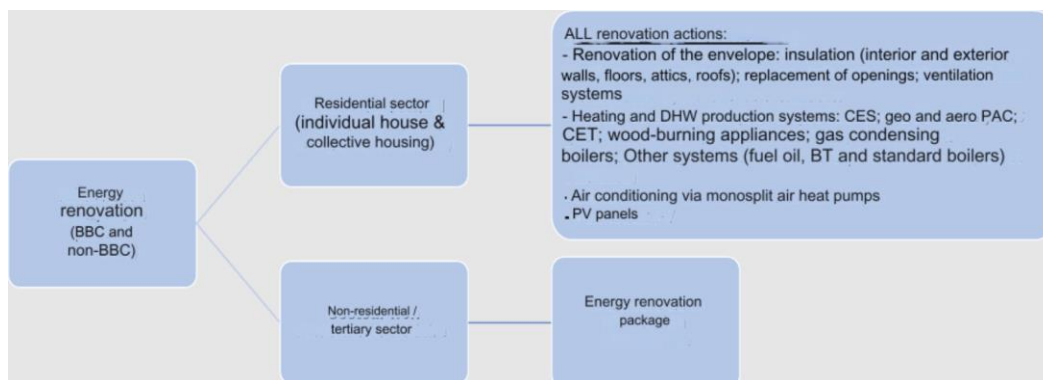 Energy
renovation
(BBC and
non-BBC)
Residential sector
(individual house &
collective housing)
ALL renovation actions:
- Renovation of the envelope: insulation (interior and exterior
walls, floors, attics, roofs); replacement of openings; ventilation
systems
- Heating and DHW production systems: CES; geo and aero PAC;
CET; wood-burning appliances; gas condensing
boilers; Other systems (fuel oil, BT and standard boilers)
. Air conditioning via monosplit air heat pumps
. PV panels
Non-residential /
tertiary sector
Energy renovation
package